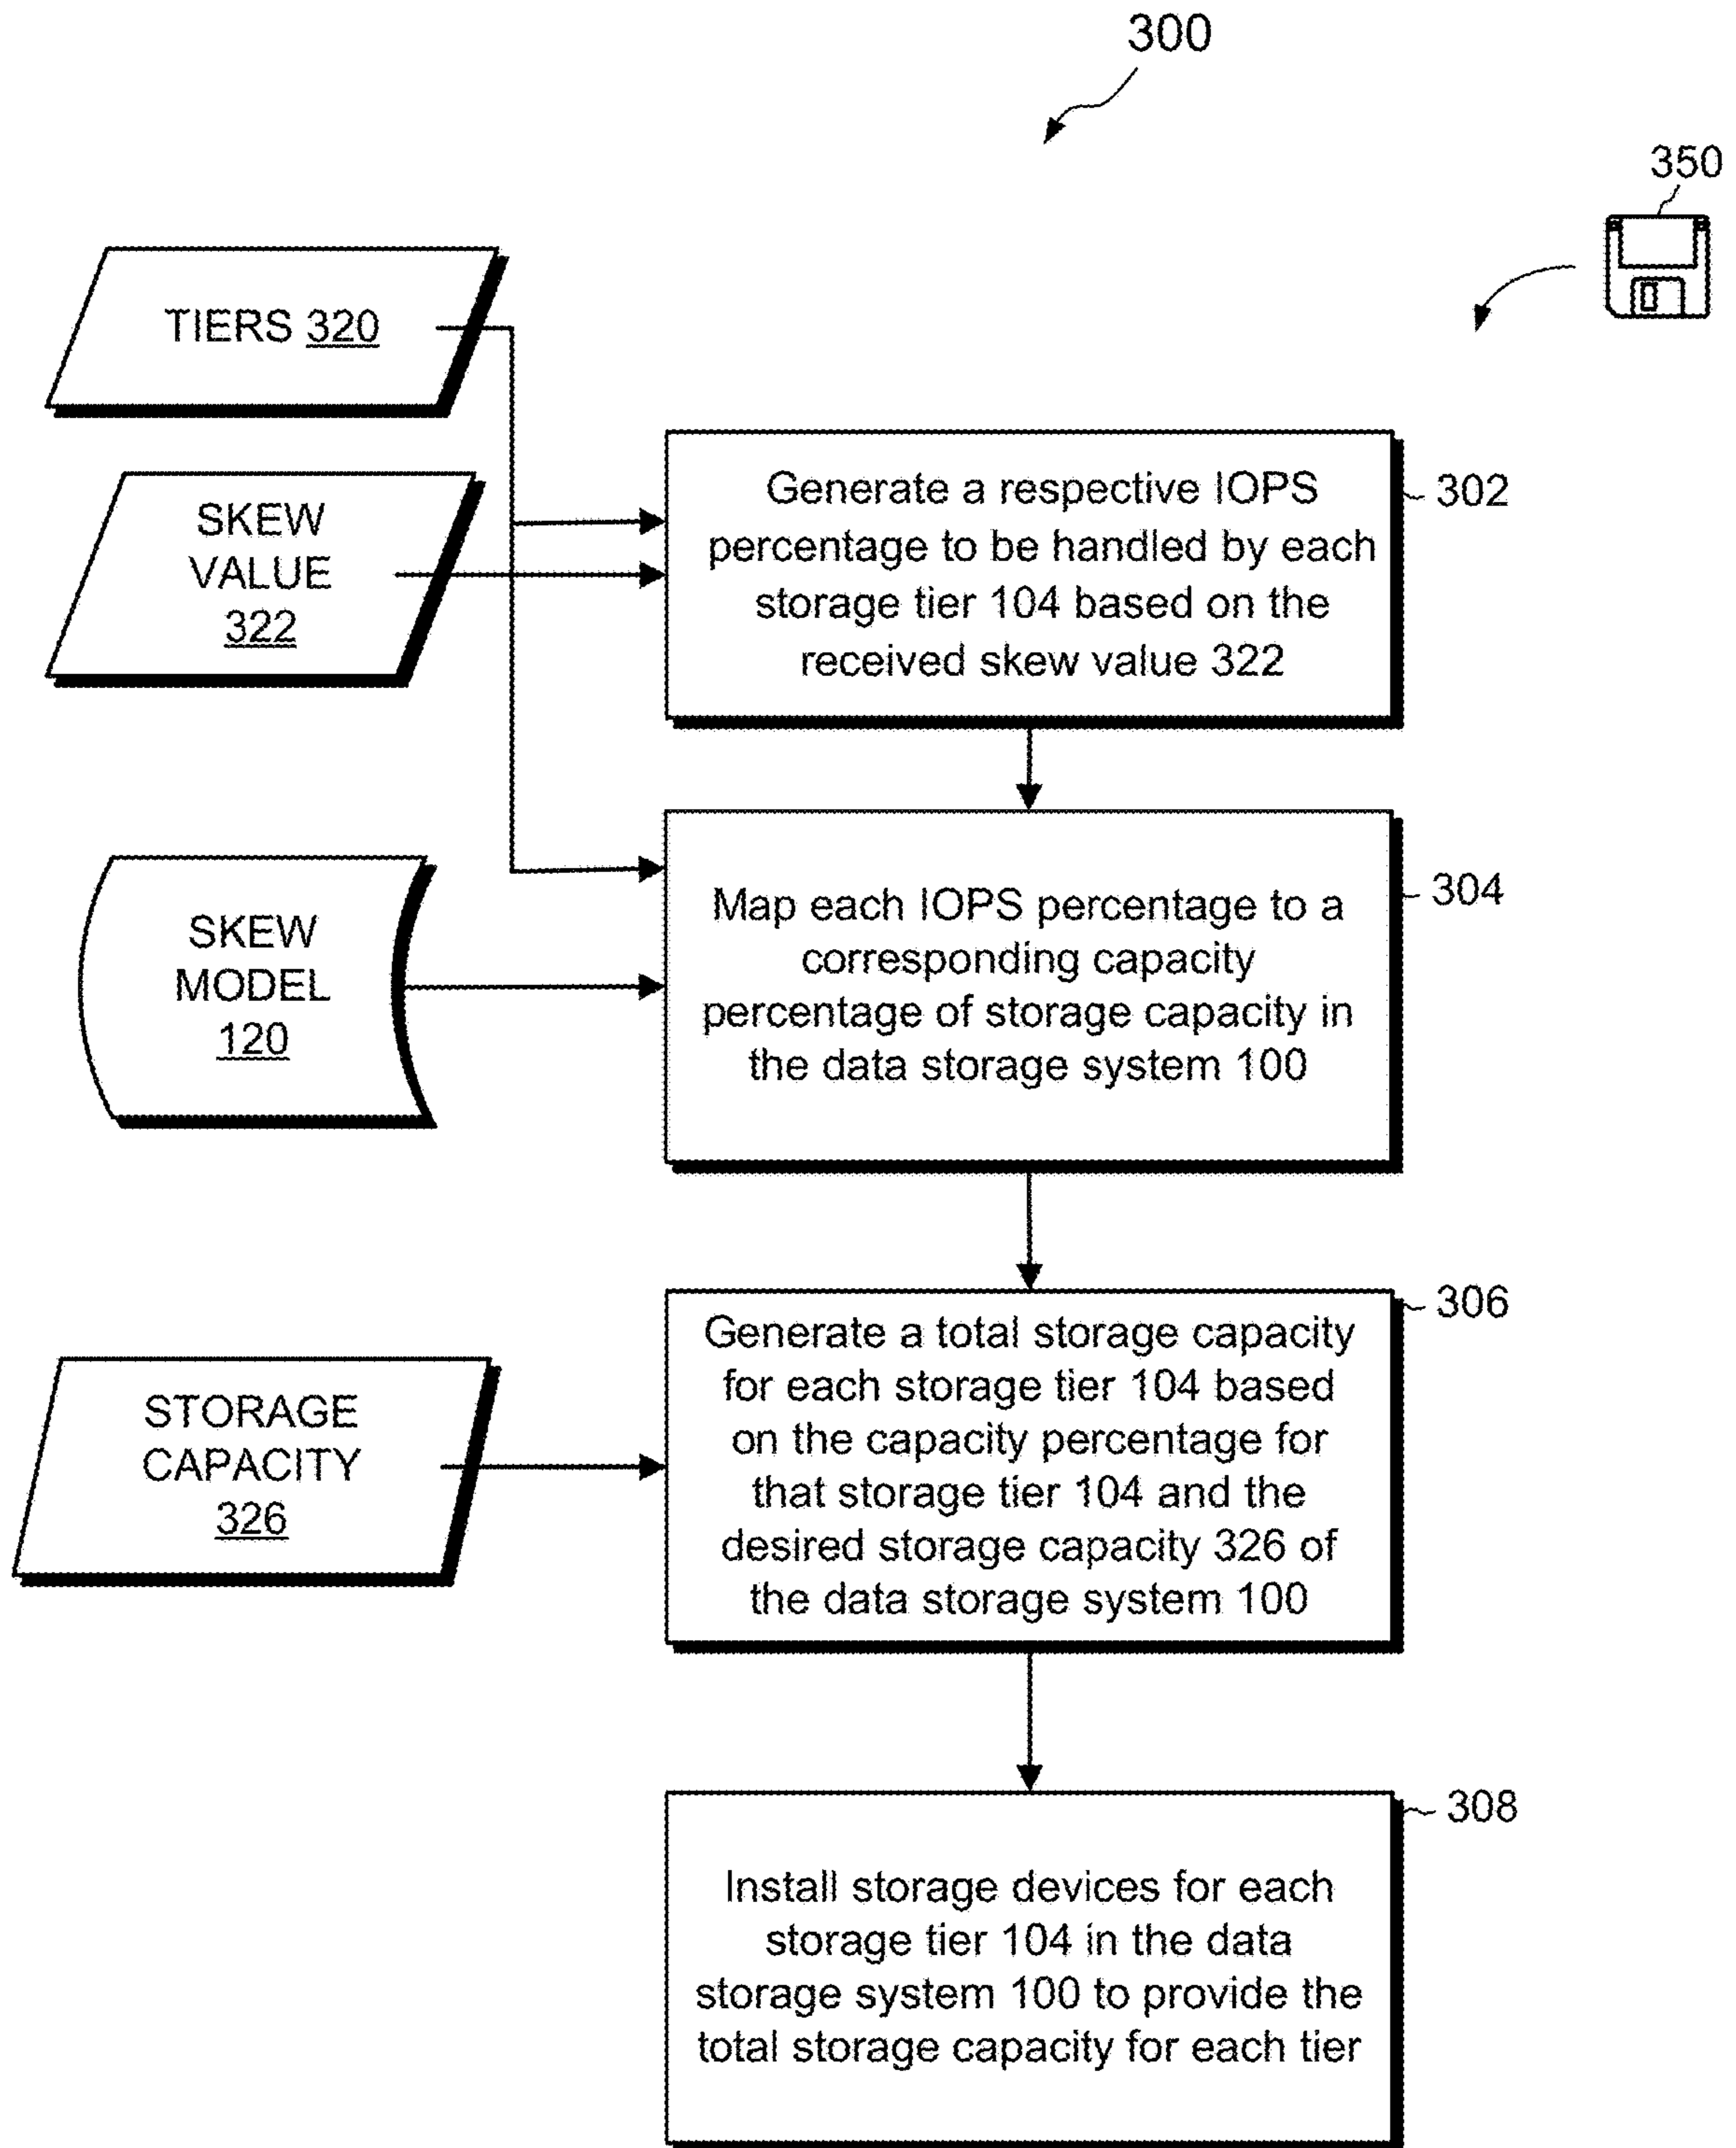 300
350
TIERS 320
SKEW
VALUE
322
Generate a respective IOPS
percentage to be handled by each
storage tier 104 based on the
received skew value 322
302
SKEW
MODEL
120
Map each IOPS percentage to a
corresponding capacity
percentage of storage capacity in
the data storage system 100
304
STORAGE
CAPACITY
326
Generate a total storage capacity
for each storage tier 104 based
on the capacity percentage for
that storage tier 104 and the
desired storage capacity 326 of
the data storage system 100
306
Install storage devices for each
storage tier 104 in the data
storage system 100 to provide the
total storage capacity for each tier
308